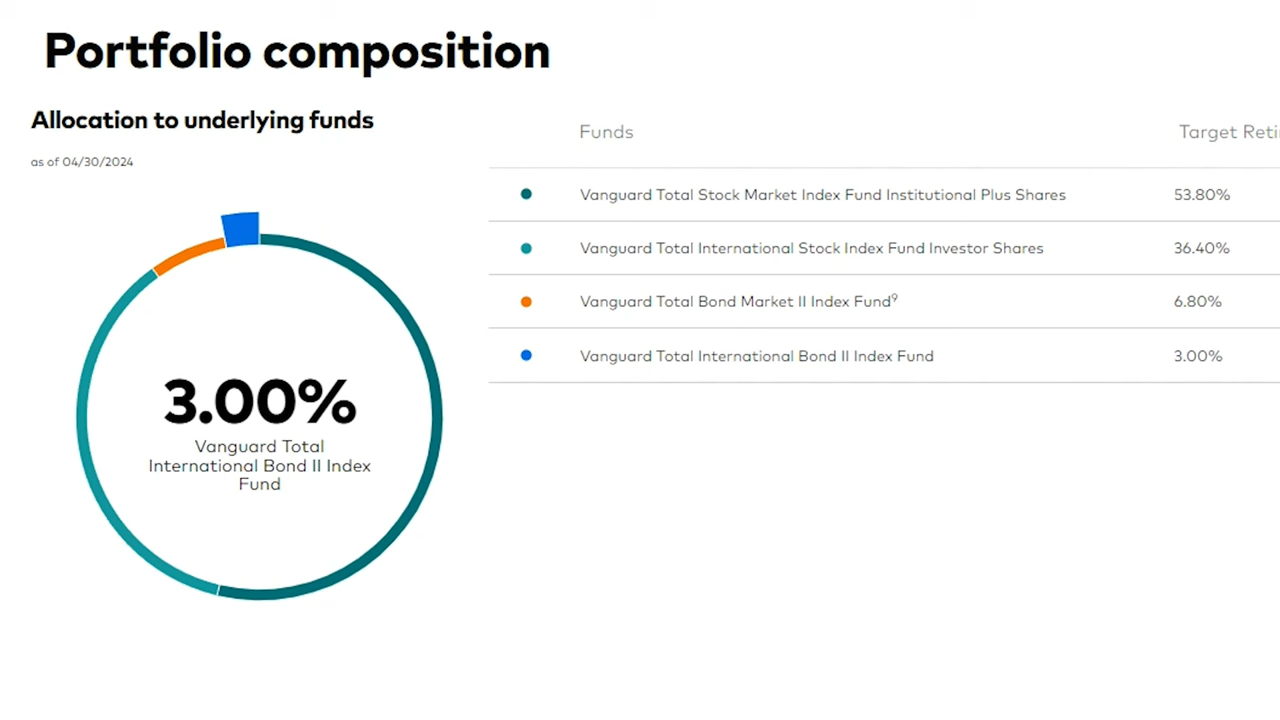 Portfolio composition
Allocation to underlying funds
as of 04/30/2024
Funds Target Reti
Vanguard Total Stock Market Index Fund Institutional Plus Shares 53.80%
Vanguard Total International Stock Index Fund Investor Shares 36.40%
Vanguard Total Bond Market II Index Fund⁹ 6.80%
Vanguard Total International Bond II Index Fund 3.00%
3.00%
Vanguard Total
International Bond II Index
Fund